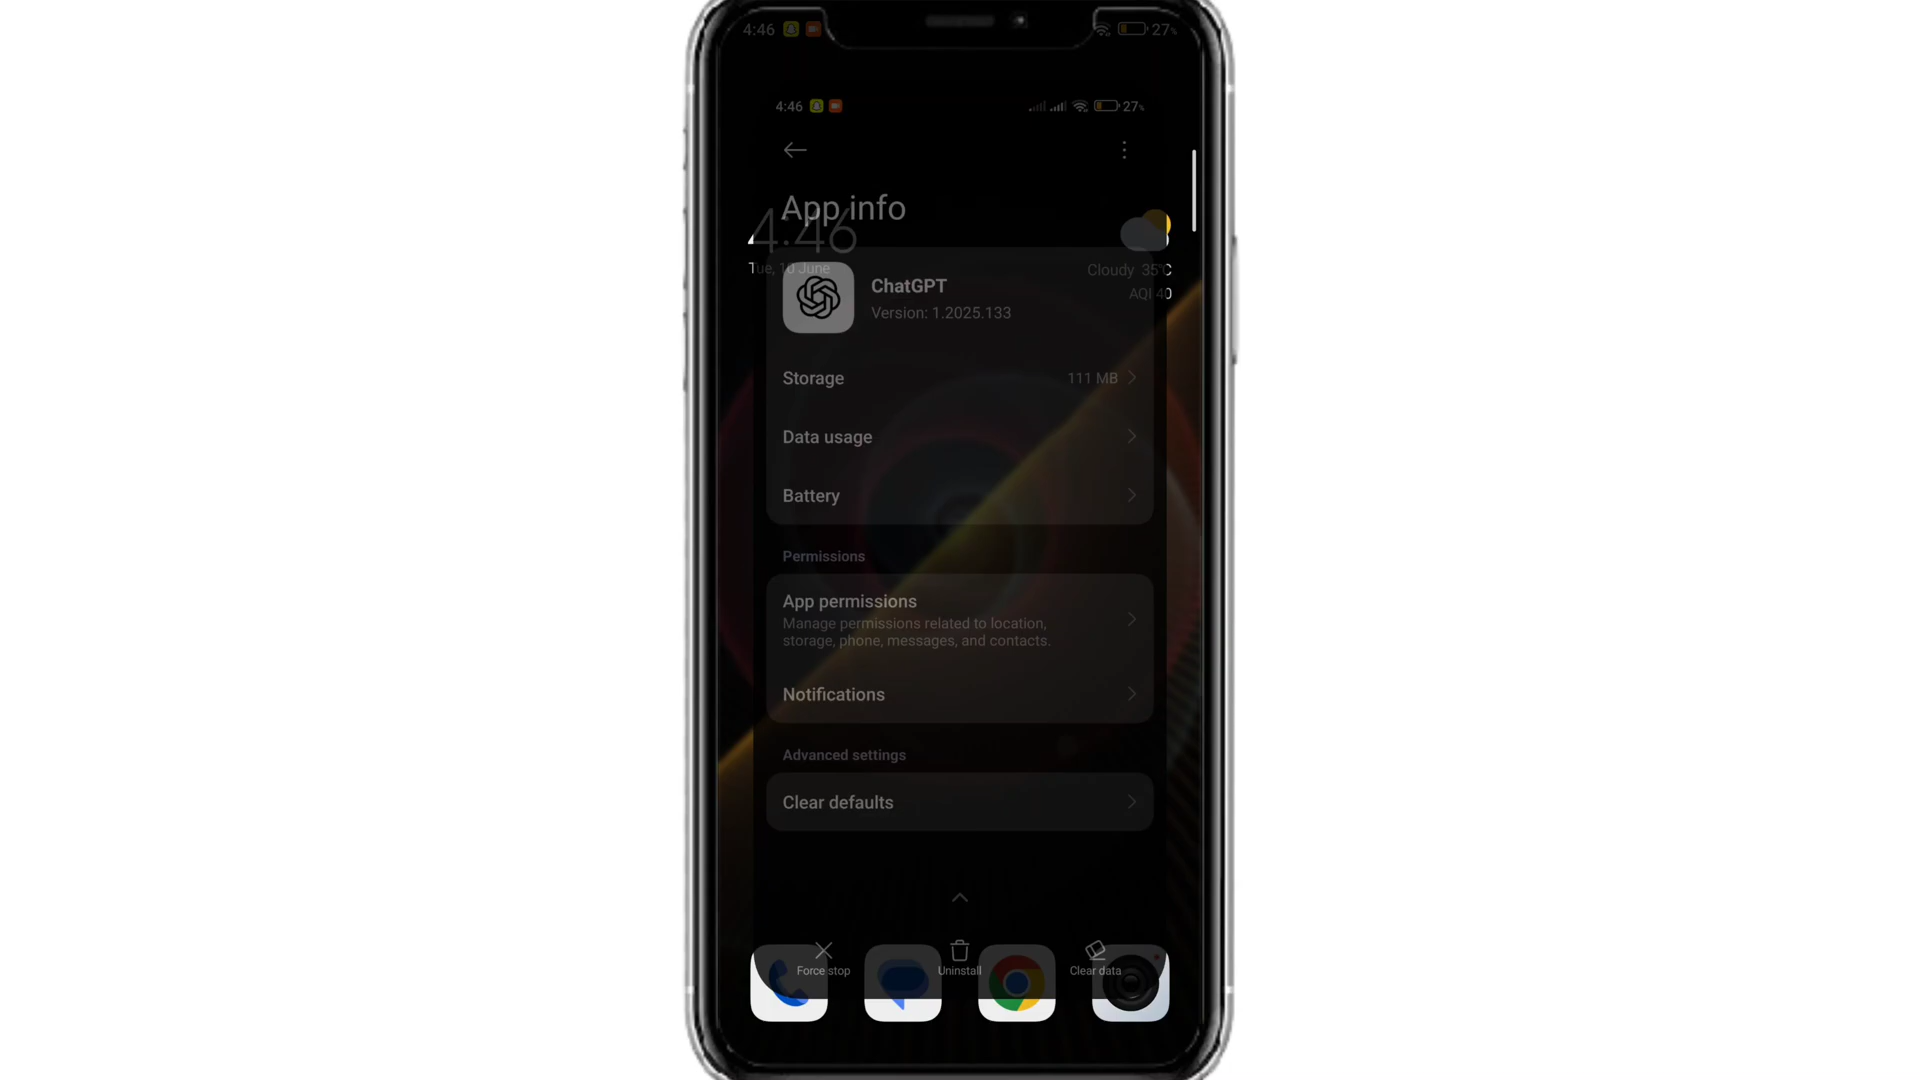 4:46 27%
4:46 27%
App info
4:46
Tue, 10 June
Cloudy 35°C
AQI 40
ChatGPT
Version: 1.2025.133
Storage 111 MB
Data usage
Battery
Permissions
App permissions
Manage permissions related to location,
storage, phone, messages, and contacts.
Notifications
Advanced settings
Clear defaults
Force stop Uninstall Clear data